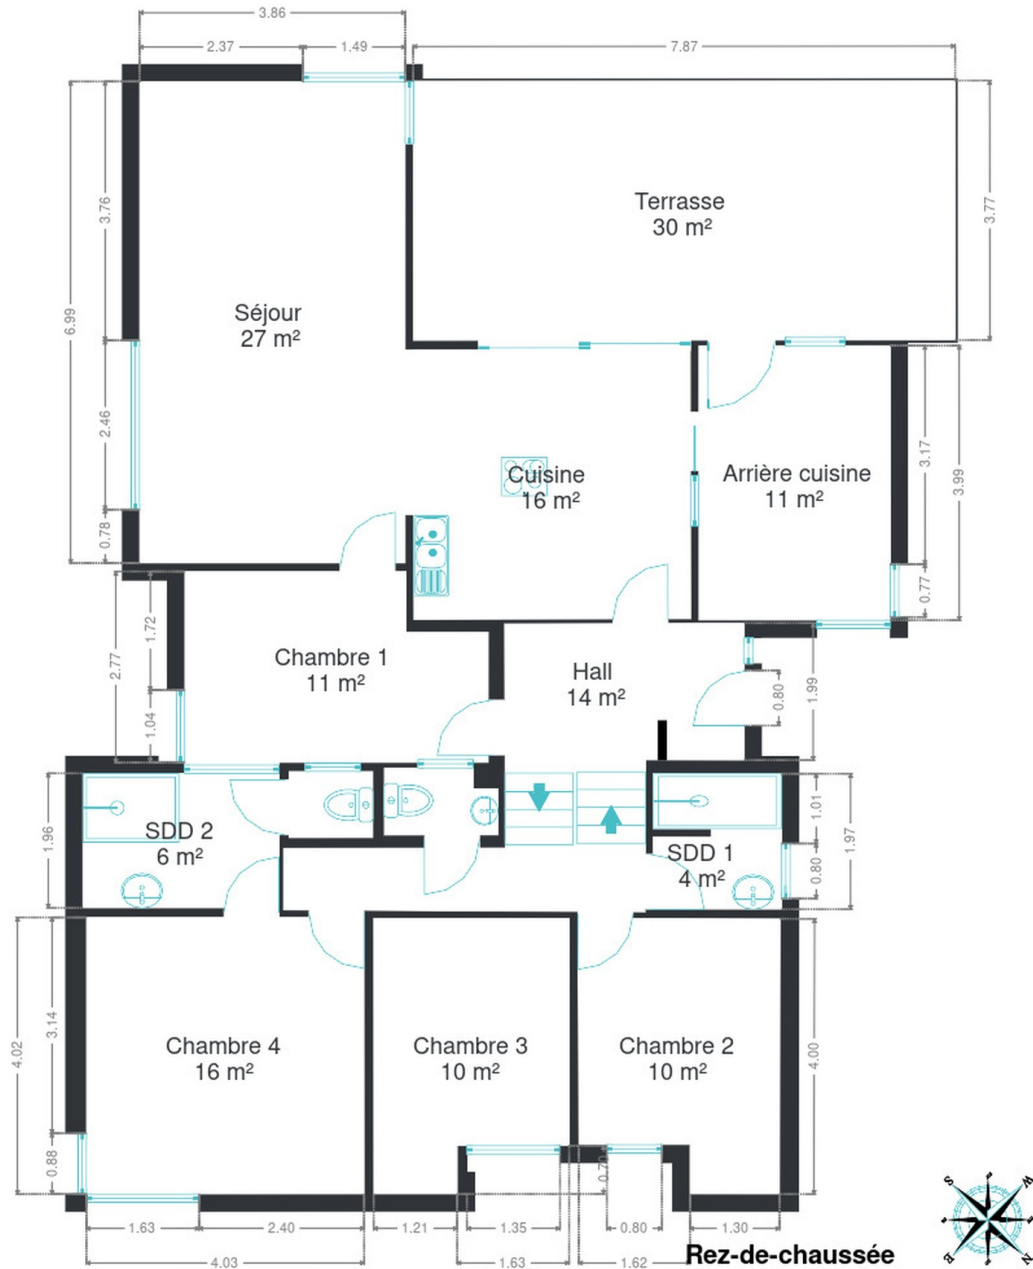 3.86
2.37
1.49
7.87
3.76
6.99
3.77
Terrasse
30 m²
Séjour
27 m²
2.46
3.17
3.99
Cuisine
16 m²
Arrière cuisine
11 m²
0.78
0.77
1.72
2.77
Chambre 1
11 m²
Hall
14 m²
1.99
0.80
1.04
1.96
SDD 2
6 m²
1.01
1.97
SDD 1
4 m²
0.80
3.14
4.02
Chambre 4
16 m²
Chambre 3
10 m²
Chambre 2
10 m²
4.00
0.88
1.63
2.40
1.21
1.35
0.80
1.30
4.03
1.63
1.62
Rez-de-chaussée
S
W
N